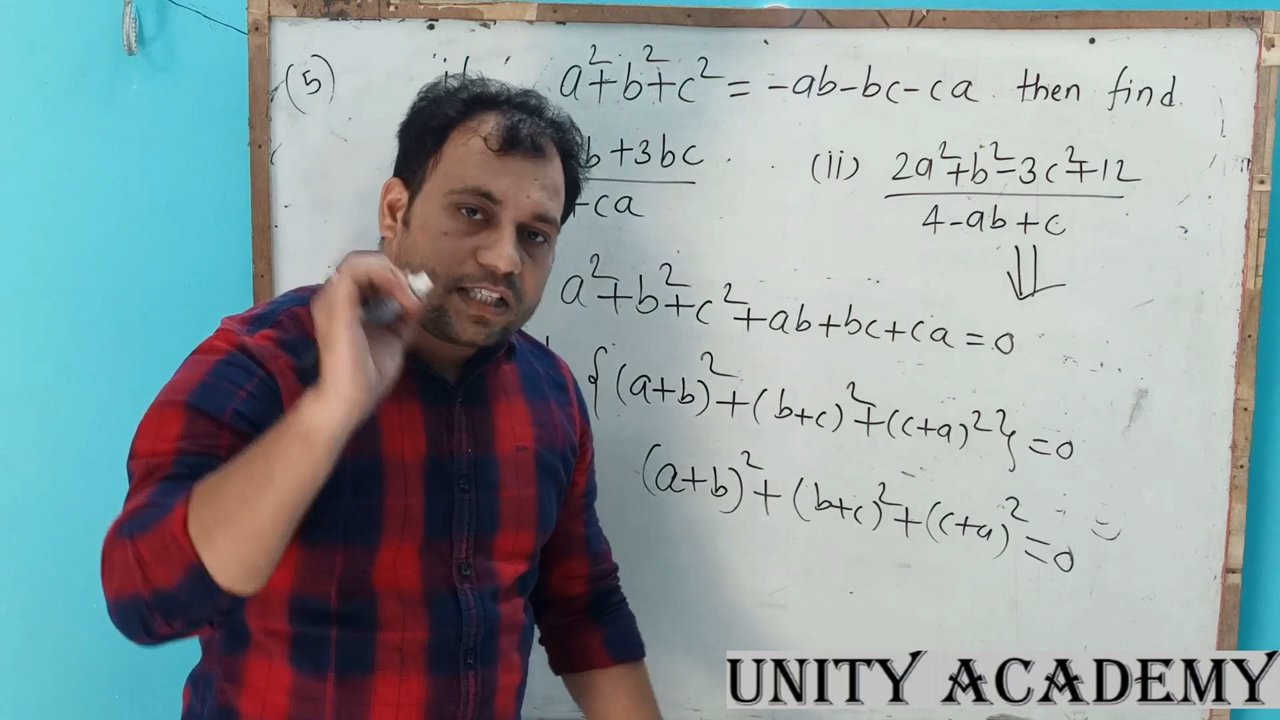 (5) a²+b²+c² = -ab-bc-ca then find
b+3bc
+ca
(ii) 2a²+b²-3c²+12
4-ab+c
⇓
a²+b²+c²+ab+bc+ca=0
{(a+b)²+(b+c)²+(c+a)²}=0
(a+b)²+(b+c)²+(c+a)²=0
UNITY ACADEMY